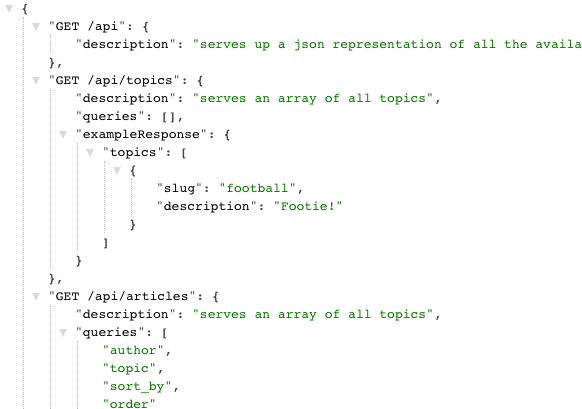 {
"GET /api": {
"description": "serves up a json representation of all the availa
},
"GET /api/topics": {
"description": "serves an array of all topics",
"queries": [],
"exampleResponse": {
"topics": [
{
"slug": "football",
"description": "Footie!"
}
]
}
},
"GET /api/articles": {
"description": "serves an array of all topics",
"queries": [
"author",
"topic",
"sort_by",
"order"